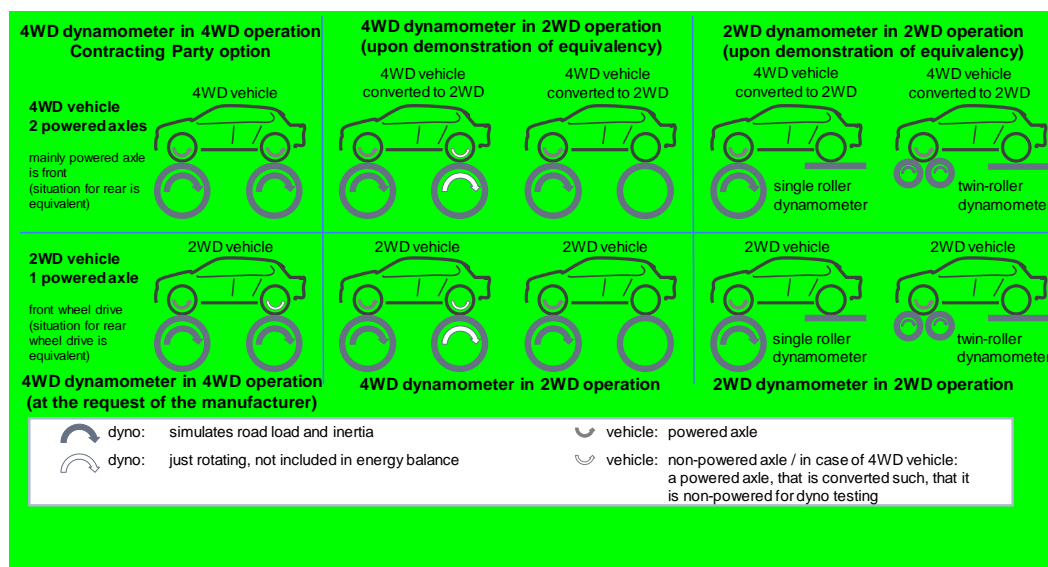 4WD dynamometer in 4WD operation
Contracting Party option
4WD dynamometer in 2WD operation
(upon demonstration of equivalency)
2WD dynamometer in 2WD operation
(upon demonstration of equivalency)
4WD vehicle
2 powered axles
mainly powered axle
is front
(situation for rear is
equivalent)
4WD vehicle
4WD vehicle
converted to 2WD
4WD vehicle
converted to 2WD
4WD vehicle
converted to 2WD
4WD vehicle
converted to 2WD
single roller
dynamometer
twin-roller
dynamometer
2WD vehicle
1 powered axle
front wheel drive
(situation for rear
wheel drive is
equivalent)
2WD vehicle
2WD vehicle
2WD vehicle
2WD vehicle
2WD vehicle
single roller
dynamometer
twin-roller
dynamometer
4WD dynamometer in 4WD operation
(at the request of the manufacturer)
4WD dynamometer in 2WD operation
2WD dynamometer in 2WD operation
dyno: simulates road load and inertia
dyno: just rotating, not included in energy balance
vehicle: powered axle
vehicle: non-powered axle / in case of 4WD vehicle:
a powered axle, that is converted such, that it
is non-powered for dyno testing